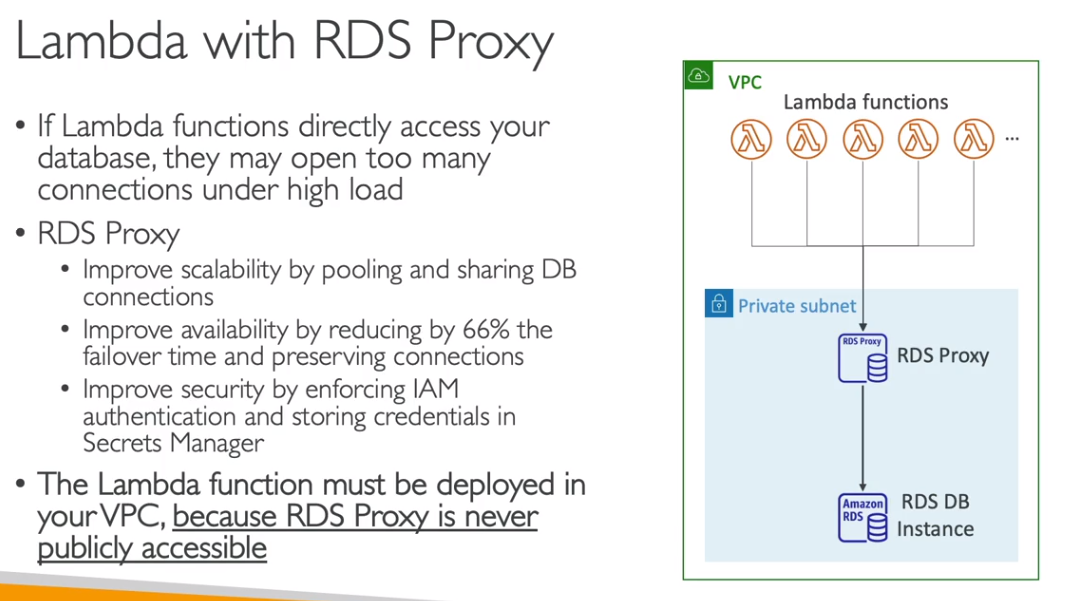 Lambda with RDS Proxy
• If Lambda functions directly access your
database, they may open too many
connections under high load
• RDS Proxy
• Improve scalability by pooling and sharing DB
connections
• Improve availability by reducing by 66% the
failover time and preserving connections
• Improve security by enforcing IAM
authentication and storing credentials in
Secrets Manager
• The Lambda function must be deployed in
your VPC, because RDS Proxy is never
publicly accessible
VPC
Lambda functions
...
Private subnet
RDS Proxy
RDS Proxy
Amazon
RDS
RDS DB
Instance